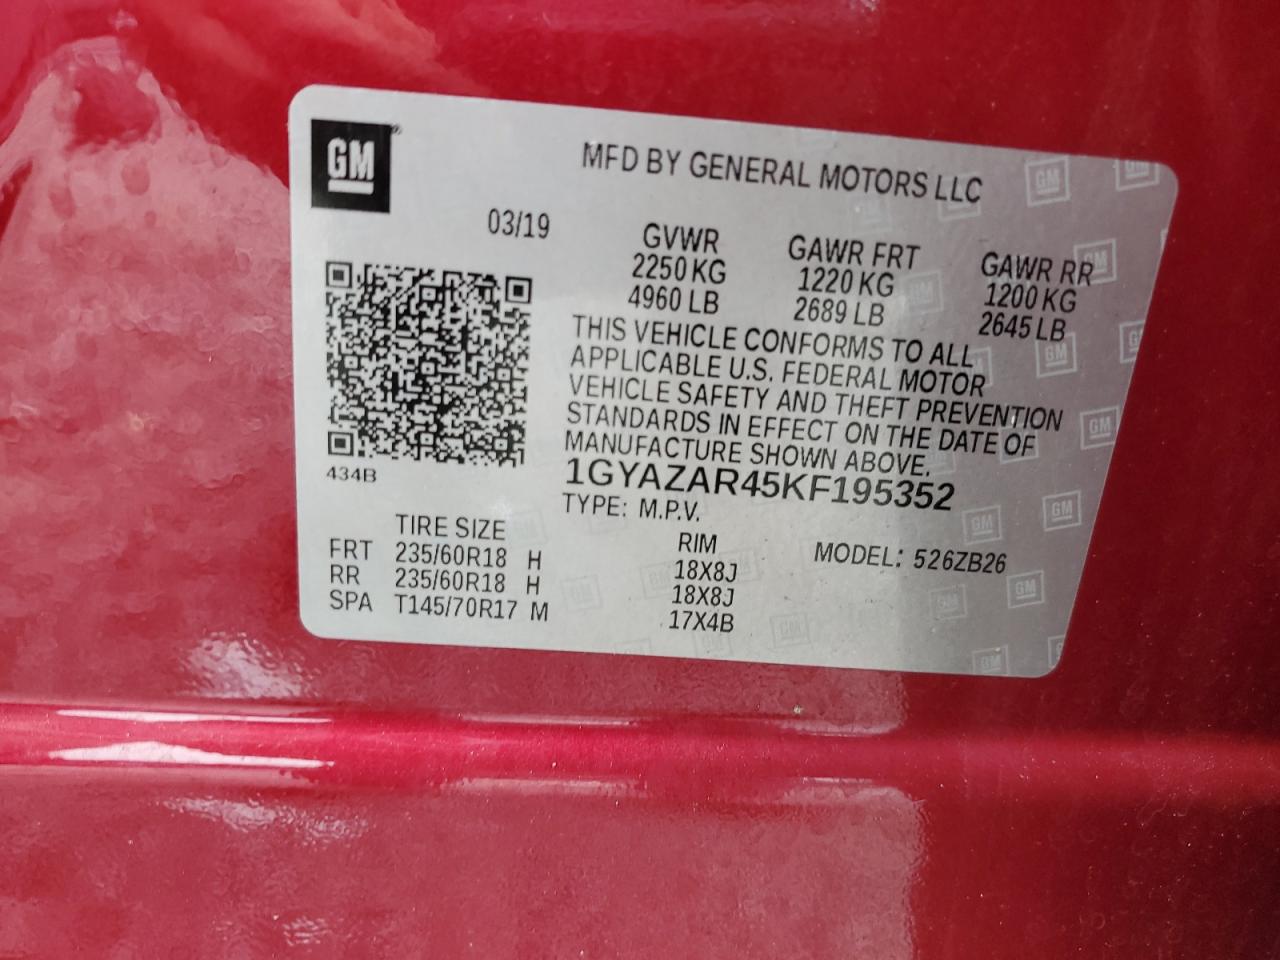 GM
MFD BY GENERAL MOTORS LLC
03/19
GVWR GAWR FRT GAWR RR
2250 KG 1220 KG 1200 KG
4960 LB 2689 LB 2645 LB
THIS VEHICLE CONFORMS TO ALL
APPLICABLE U.S. FEDERAL MOTOR
VEHICLE SAFETY AND THEFT PREVENTION
STANDARDS IN EFFECT ON THE DATE OF
MANUFACTURE SHOWN ABOVE.
434B
1GYAZAR45KF195352
TYPE: M.P.V. MODEL: 526ZB26
TIRE SIZE RIM
FRT 235/60R18 H 18X8J
RR 235/60R18 H 18X8J
SPA T145/70R17 M 17X4B